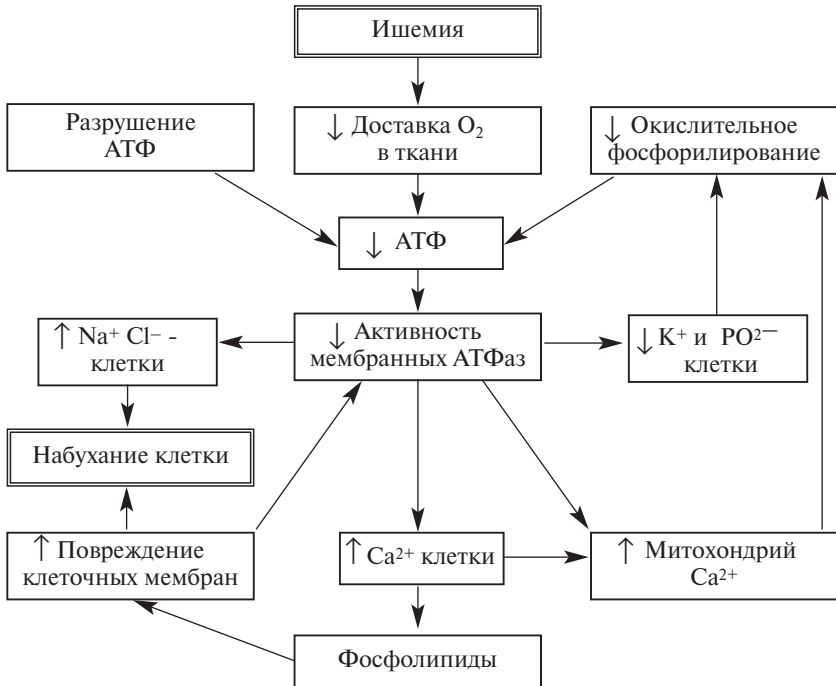 Ишемия
Разрушение
АТФ
↓ Доставка O₂
в ткани
↓ Окислительное
фосфорилирование
↓ АТФ
↑ Na⁺ Cl⁻ -
клетки
↓ Активность
мембранных АТФаз
↓ K⁺ и PO²⁻
клетки
Набухание клетки
↑ Повреждение
клеточных мембран
↑ Ca²⁺ клетки
↑ Митохондрий
Ca²⁺
Фосфолипиды